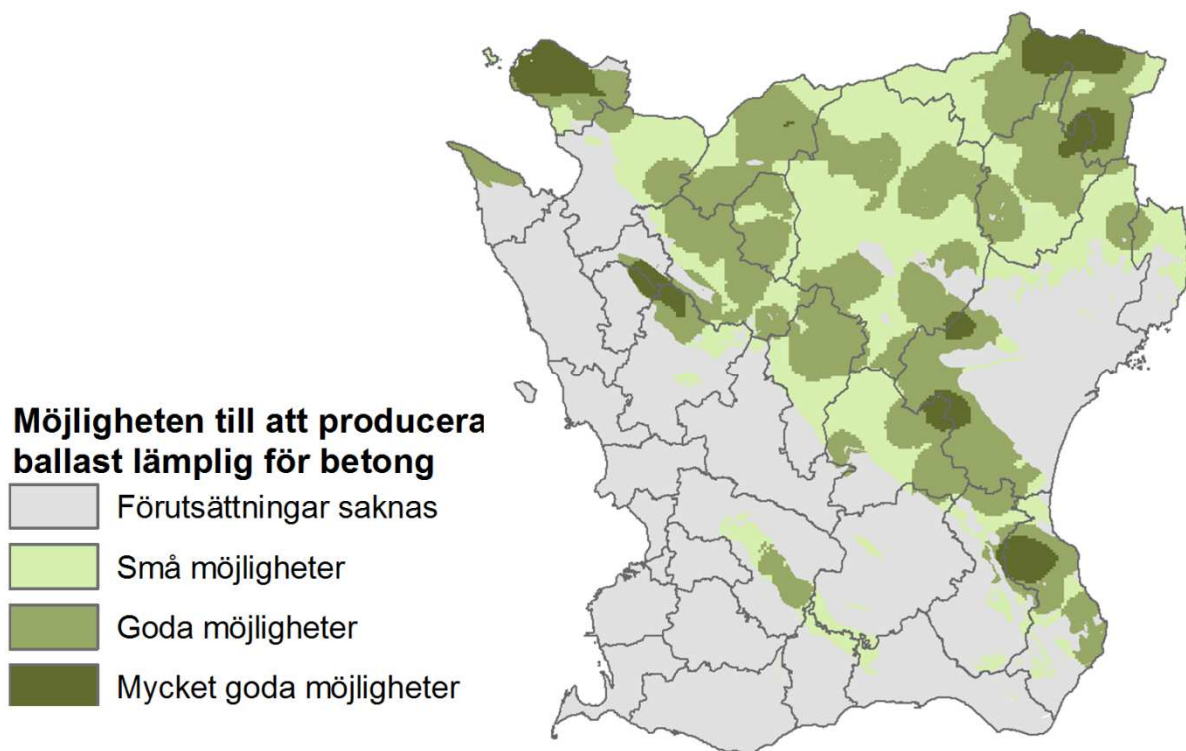 Möjligheten till att producera
ballast lämplig för betong
Förutsättningar saknas
Små möjligheter
Goda möjligheter
Mycket goda möjligheter